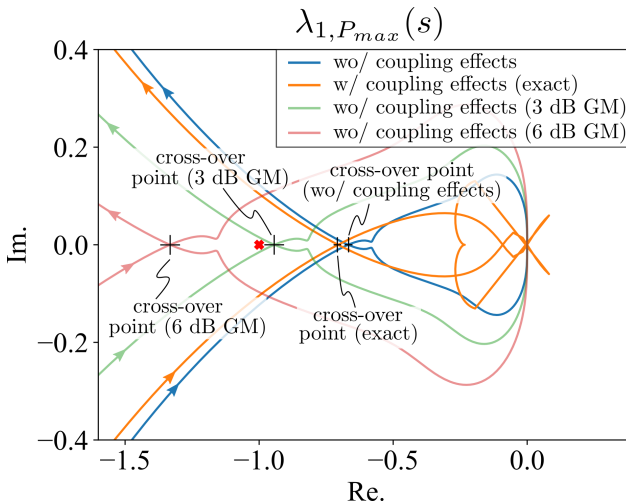 λ1,Pmax(s)
wo/ coupling effects
w/ coupling effects (exact)
wo/ coupling effects (3 dB GM)
wo/ coupling effects (6 dB GM)
cross-over
point (3 dB GM)
cross-over point
(wo/ coupling effects)
cross-over
point (6 dB GM)
cross-over
point (exact)
0.4
0.2
0.0
−0.2
−0.4
Im.
−1.5
−1.0
−0.5
0.0
Re.